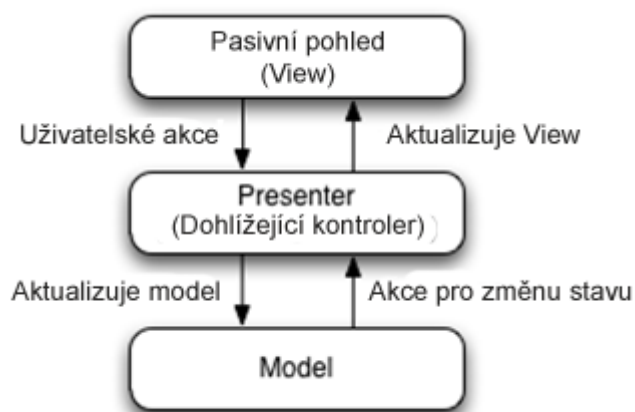 Pasivní pohled
(View)
Uživatelské akce
Aktualizuje View
Presenter
(Dohlížející kontroler)
Aktualizuje model
Akce pro změnu stavu
Model